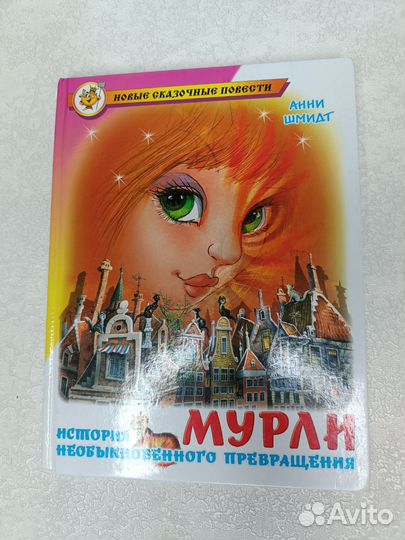 НОВЫЕ СКАЗОЧНЫЕ ПОВЕСТИ
АННИ
ШМИДТ
МУРЛИ
ИСТОРИЯ
НЕОБЫКНОВЕННОГО ПРЕВРАЩЕНИЯ
Avito